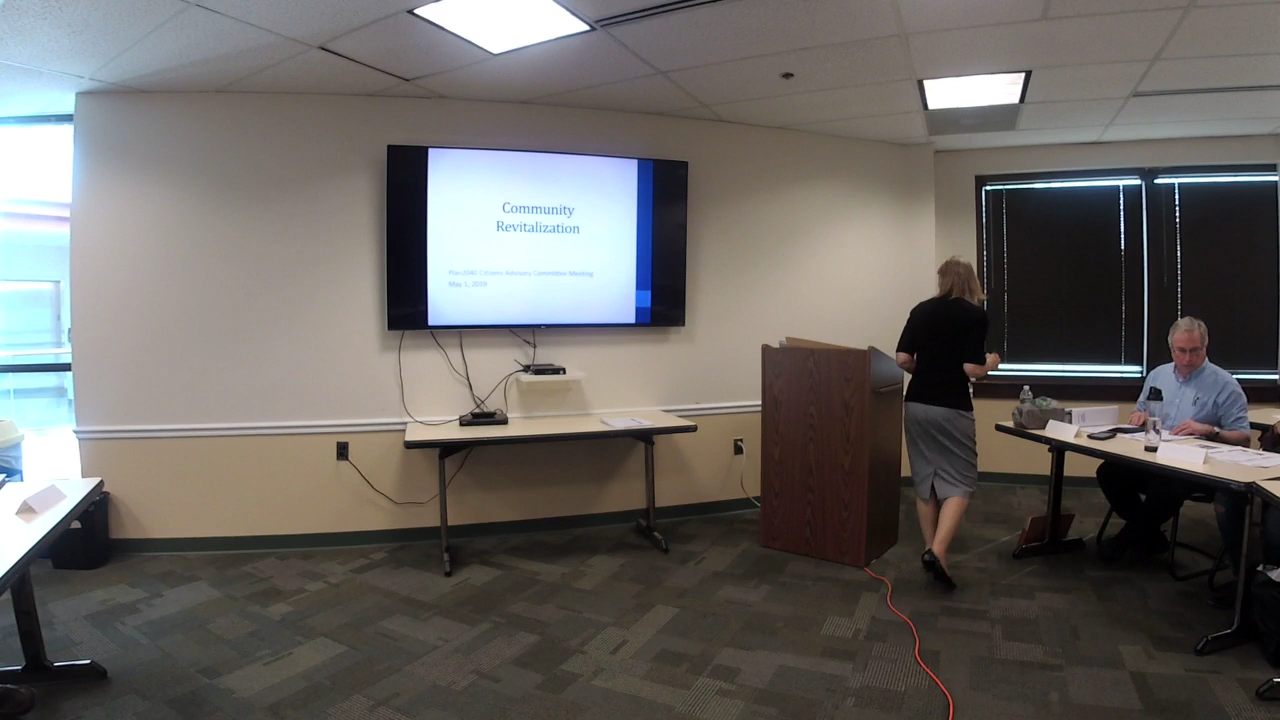 Community
Revitalization
Plan2040 Citizens Advisory Committee Meeting
May 1, 2019